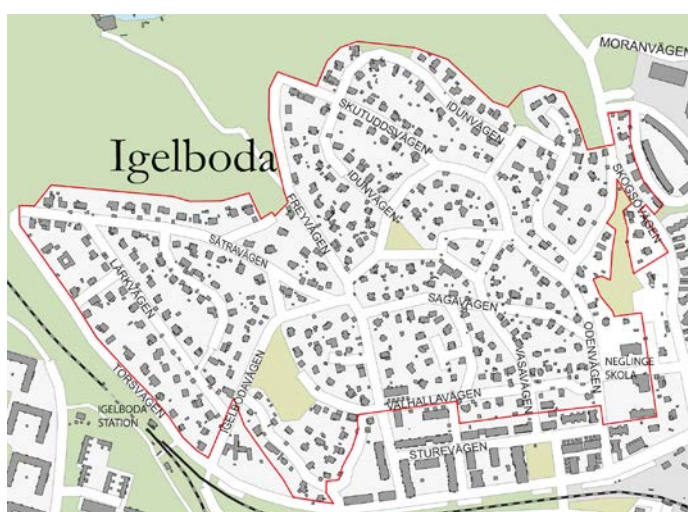 MORANVÄGEN
IDUNVÄGEN
SKUTUDDSVÄGEN
Igelboda
IDUNVÄGEN
SKOGSÖVÄGEN
FREYVÄGEN
SÄTRAVÄGEN
LÄRKVÄGEN
SAGAVÄGEN
ODENVÄGEN
VASAVÄGEN
NEGLINGE
SKOLA
TORSVÄGEN
IGELBODAVÄGEN
VALHALLAVÄGEN
IGELBODA
STATION
STUREVÄGEN